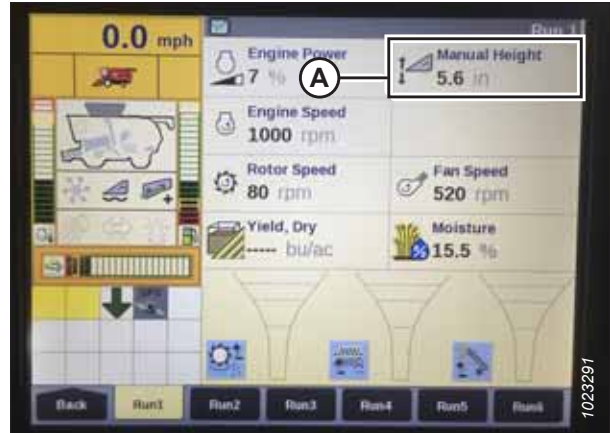 0.0 mph
Run 1
Engine Power
7 %
A
Manual Height
5.6 in
Engine Speed
1000 rpm
Rotor Speed
80 rpm
Fan Speed
520 rpm
Yield, Dry
----- bu/ac
Moisture
15.5 %
Back
Run1
Run2
Run3
Run4
Run5
Run6
1023291